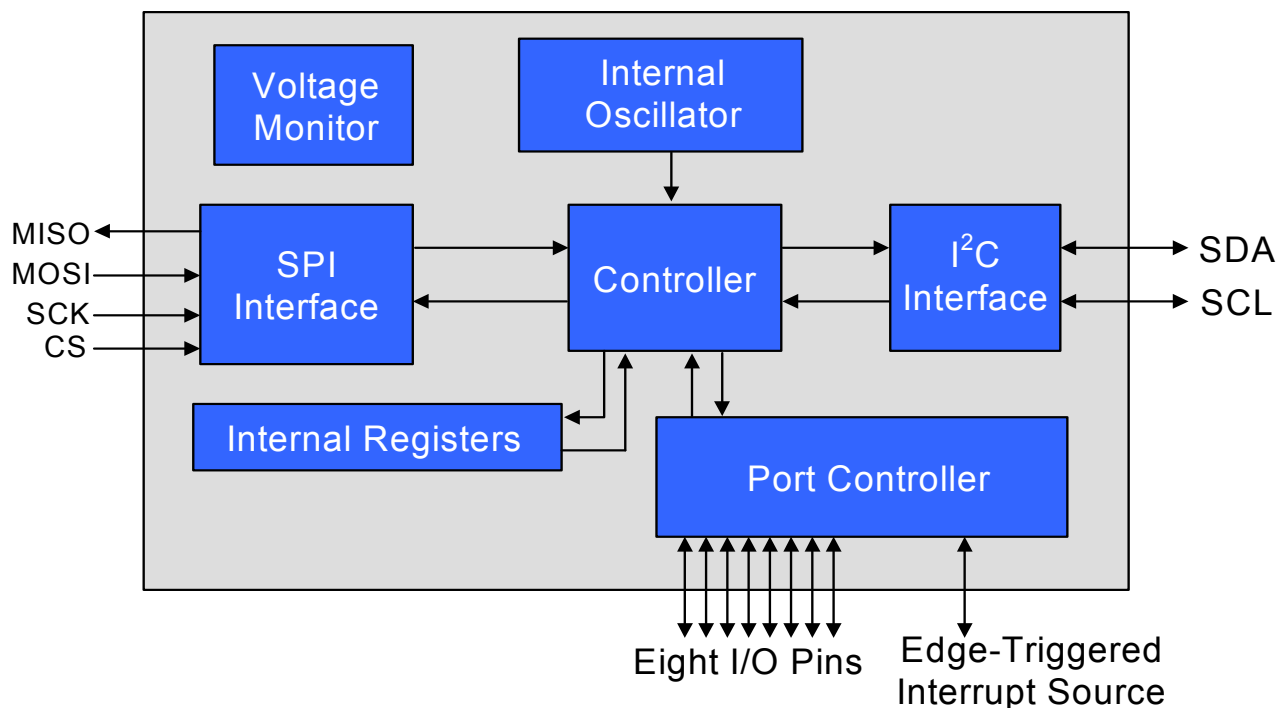 Voltage
Monitor
Internal
Oscillator
MISO
MOSI
SCK
CS
SPI
Interface
Controller
I²C
Interface
SDA
SCL
Internal Registers
Port Controller
Eight I/O Pins
Edge-Triggered
Interrupt Source